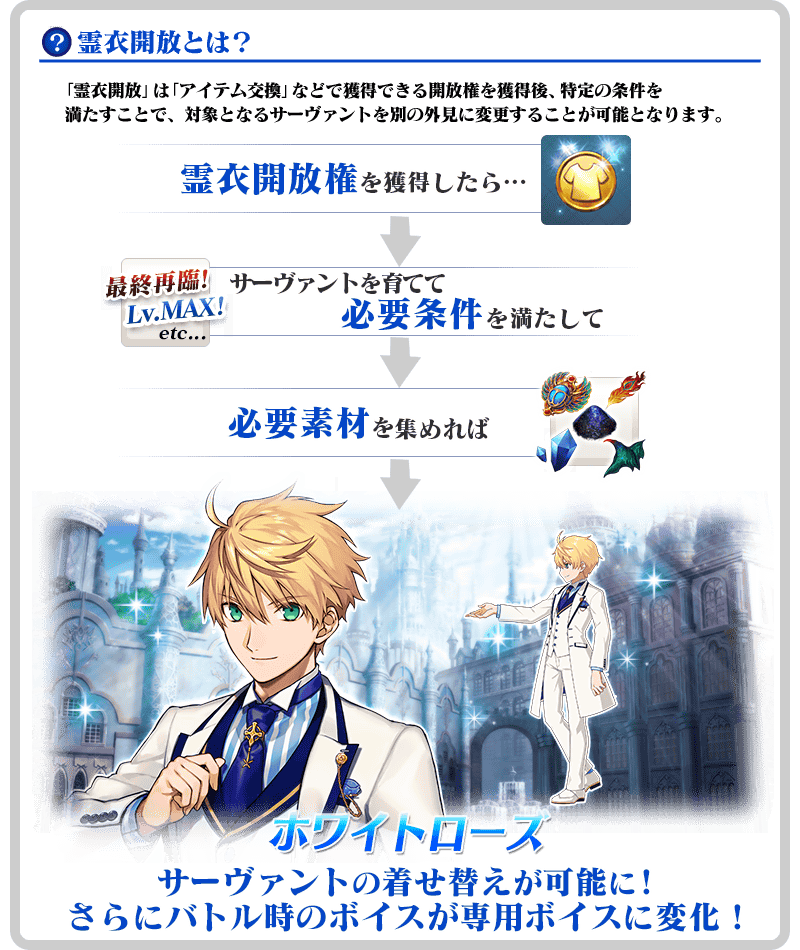 ? 霊衣開放とは?
「霊衣開放」は「アイテム交換」などで獲得できる開放権を獲得後、特定の条件を
満たすことで、対象となるサーヴァントを別の外見に変更することが可能となります。
霊衣開放権を獲得したら…
最終再臨!
Lv.MAX!
etc...
サーヴァントを育てて
必要条件を満たして
必要素材を集めれば
ホワイトローズ
サーヴァントの着せ替えが可能に!
さらにバトル時のボイスが専用ボイスに変化!